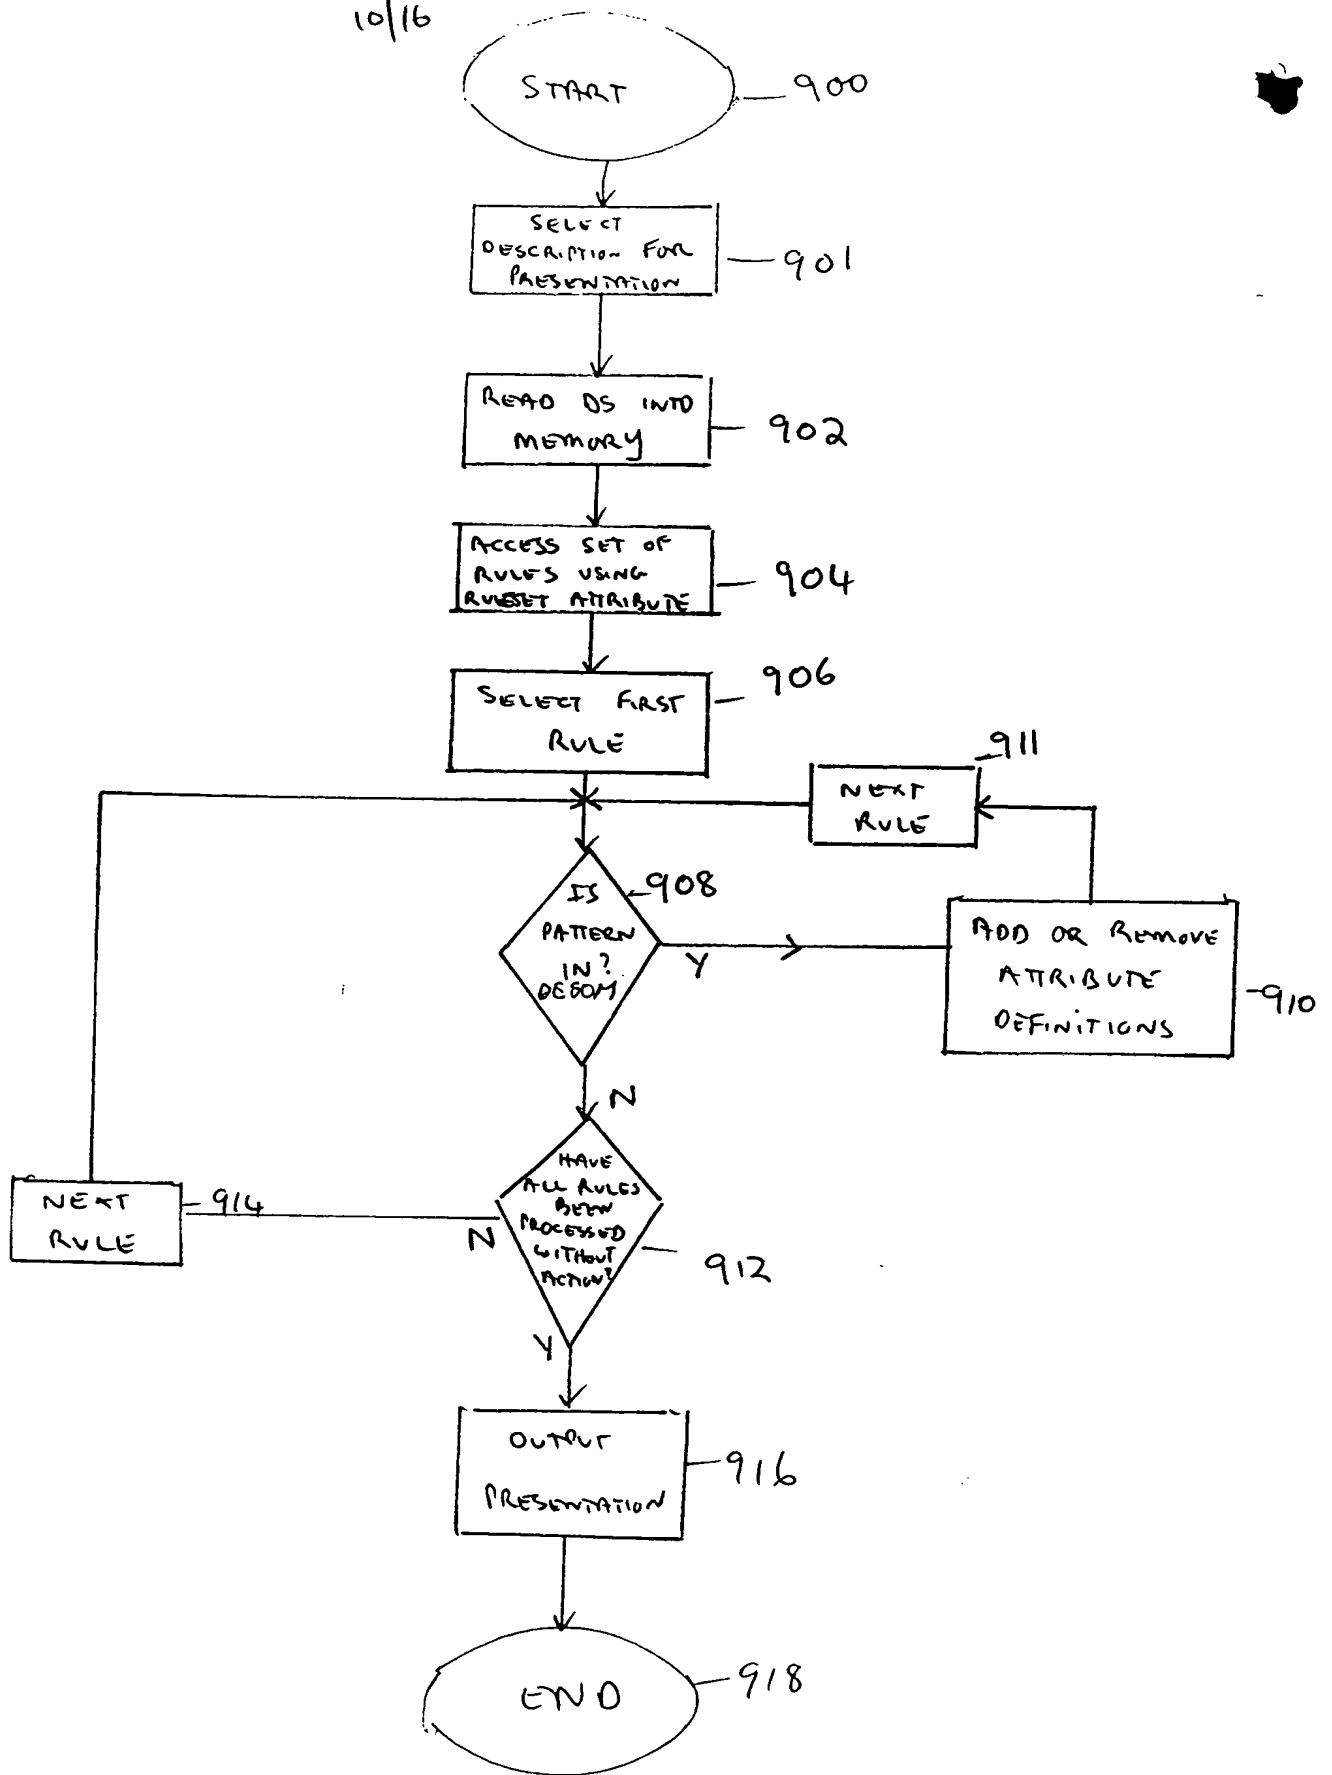 10/16
START
900
SELECT
DESCRIPTION FOR
PRESENTATION
901
READ DS INTO
MEMORY
902
ACCESS SET OF
RULES USING
RULESET ATTRIBUTE
904
SELECT FIRST
RULE
906
911
NEXT
RULE
IS
PATTERN
IN?
DEGOM
908
Y
ADD OR REMOVE
ATTRIBUTE
DEFINITIONS
910
N
HAVE
ALL RULES
BEEN
PROCESSED
WITHOUT
ACTION?
912
N
NEXT
RULE
914
Y
OUTPUT
PRESENTATION
916
END
918